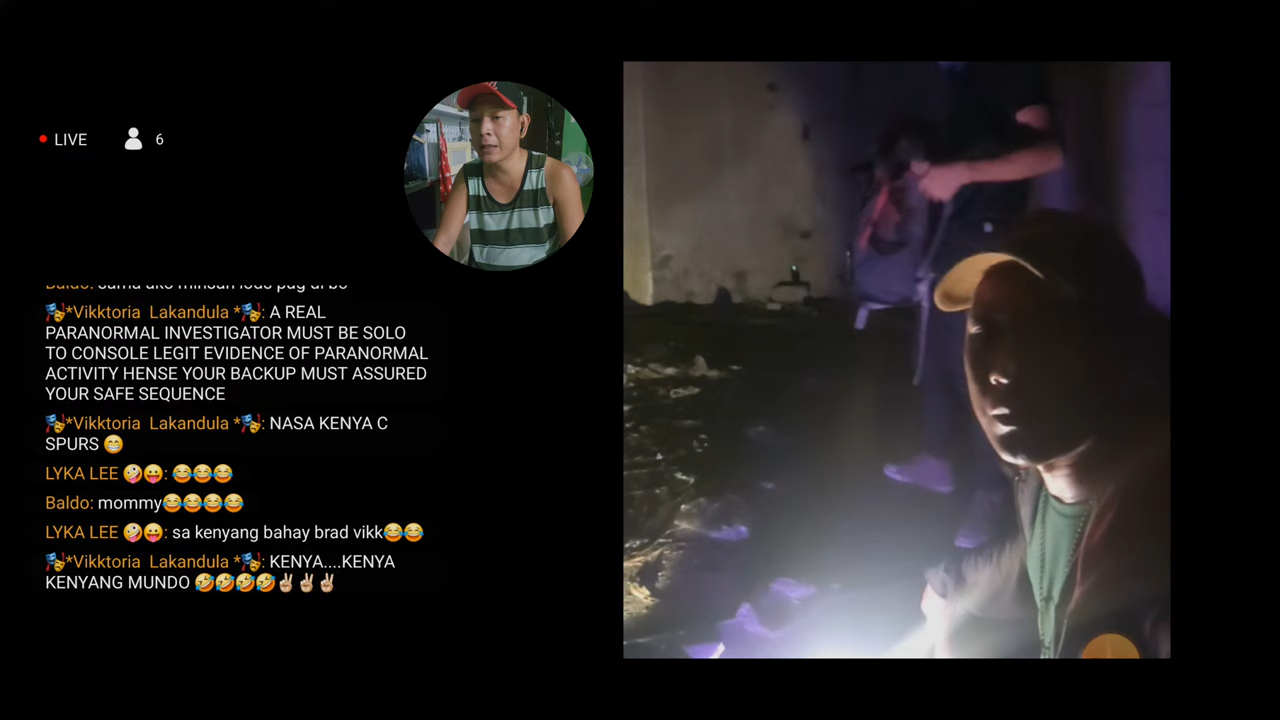 LIVE 6
🎭*Vikktoria Lakandula *🎭: A REAL
PARANORMAL INVESTIGATOR MUST BE SOLO
TO CONSOLE LEGIT EVIDENCE OF PARANORMAL
ACTIVITY HENSE YOUR BACKUP MUST ASSURED
YOUR SAFE SEQUENCE
🎭*Vikktoria Lakandula *🎭: NASA KENYA C
SPURS 😁
LYKA LEE 🤪😛: 😂😂😂
Baldo: mommy😂😂😂😂
LYKA LEE 🤪😛: sa kenyang bahay brad vikk😂😂
🎭*Vikktoria Lakandula *🎭: KENYA....KENYA
KENYANG MUNDO 🤣🤣🤣🤣✌🏼✌🏼✌🏼